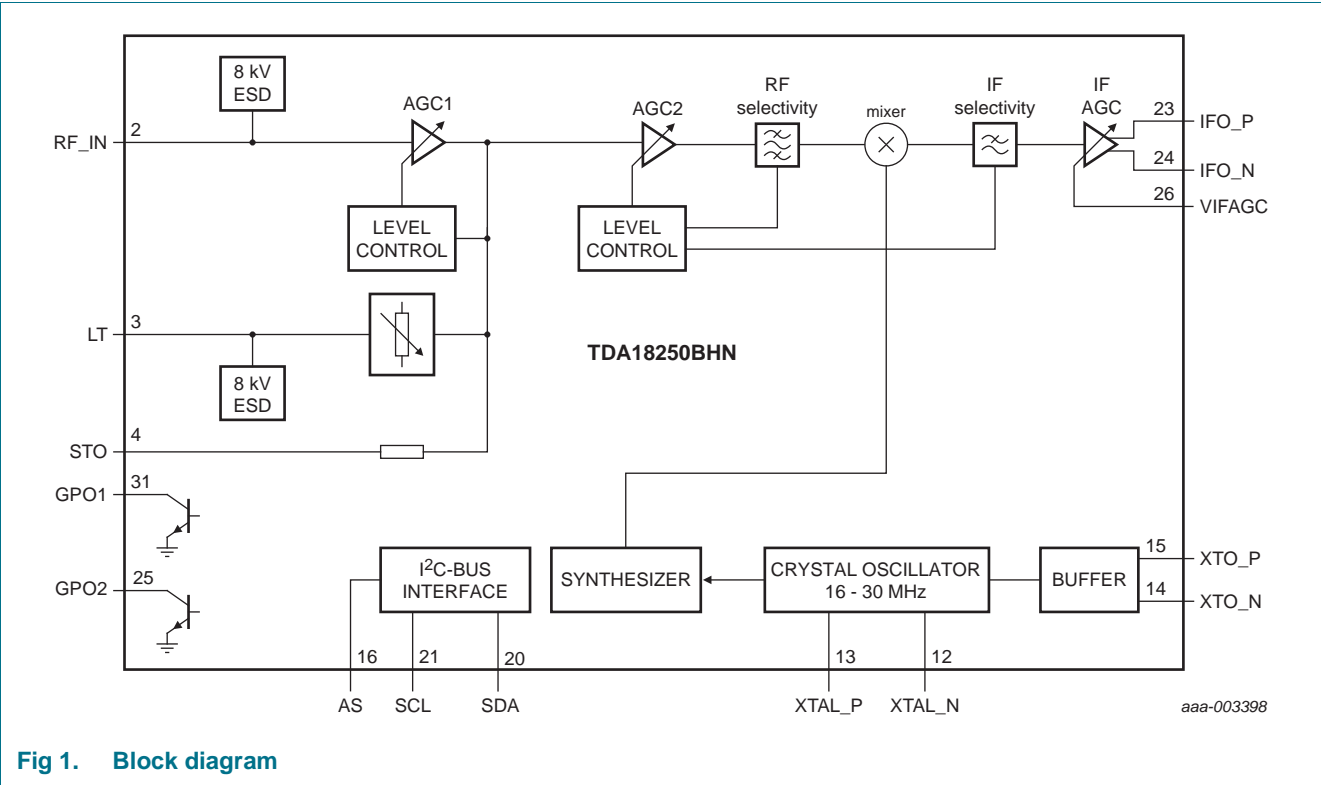 8 kV
ESD
AGC1
AGC2
RF
selectivity
mixer
IF
selectivity
IF
AGC
RF_IN
2
23
IFO_P
24
IFO_N
26
VIFAGC
LEVEL
CONTROL
LEVEL
CONTROL
LT
3
8 kV
ESD
TDA18250BHN
STO
4
GPO1
31
GPO2
25
I2C-BUS
INTERFACE
SYNTHESIZER
CRYSTAL OSCILLATOR
16 - 30 MHz
BUFFER
15
XTO_P
14
XTO_N
16
21
20
13
12
AS
SCL
SDA
XTAL_P
XTAL_N
aaa-003398
Fig 1. Block diagram